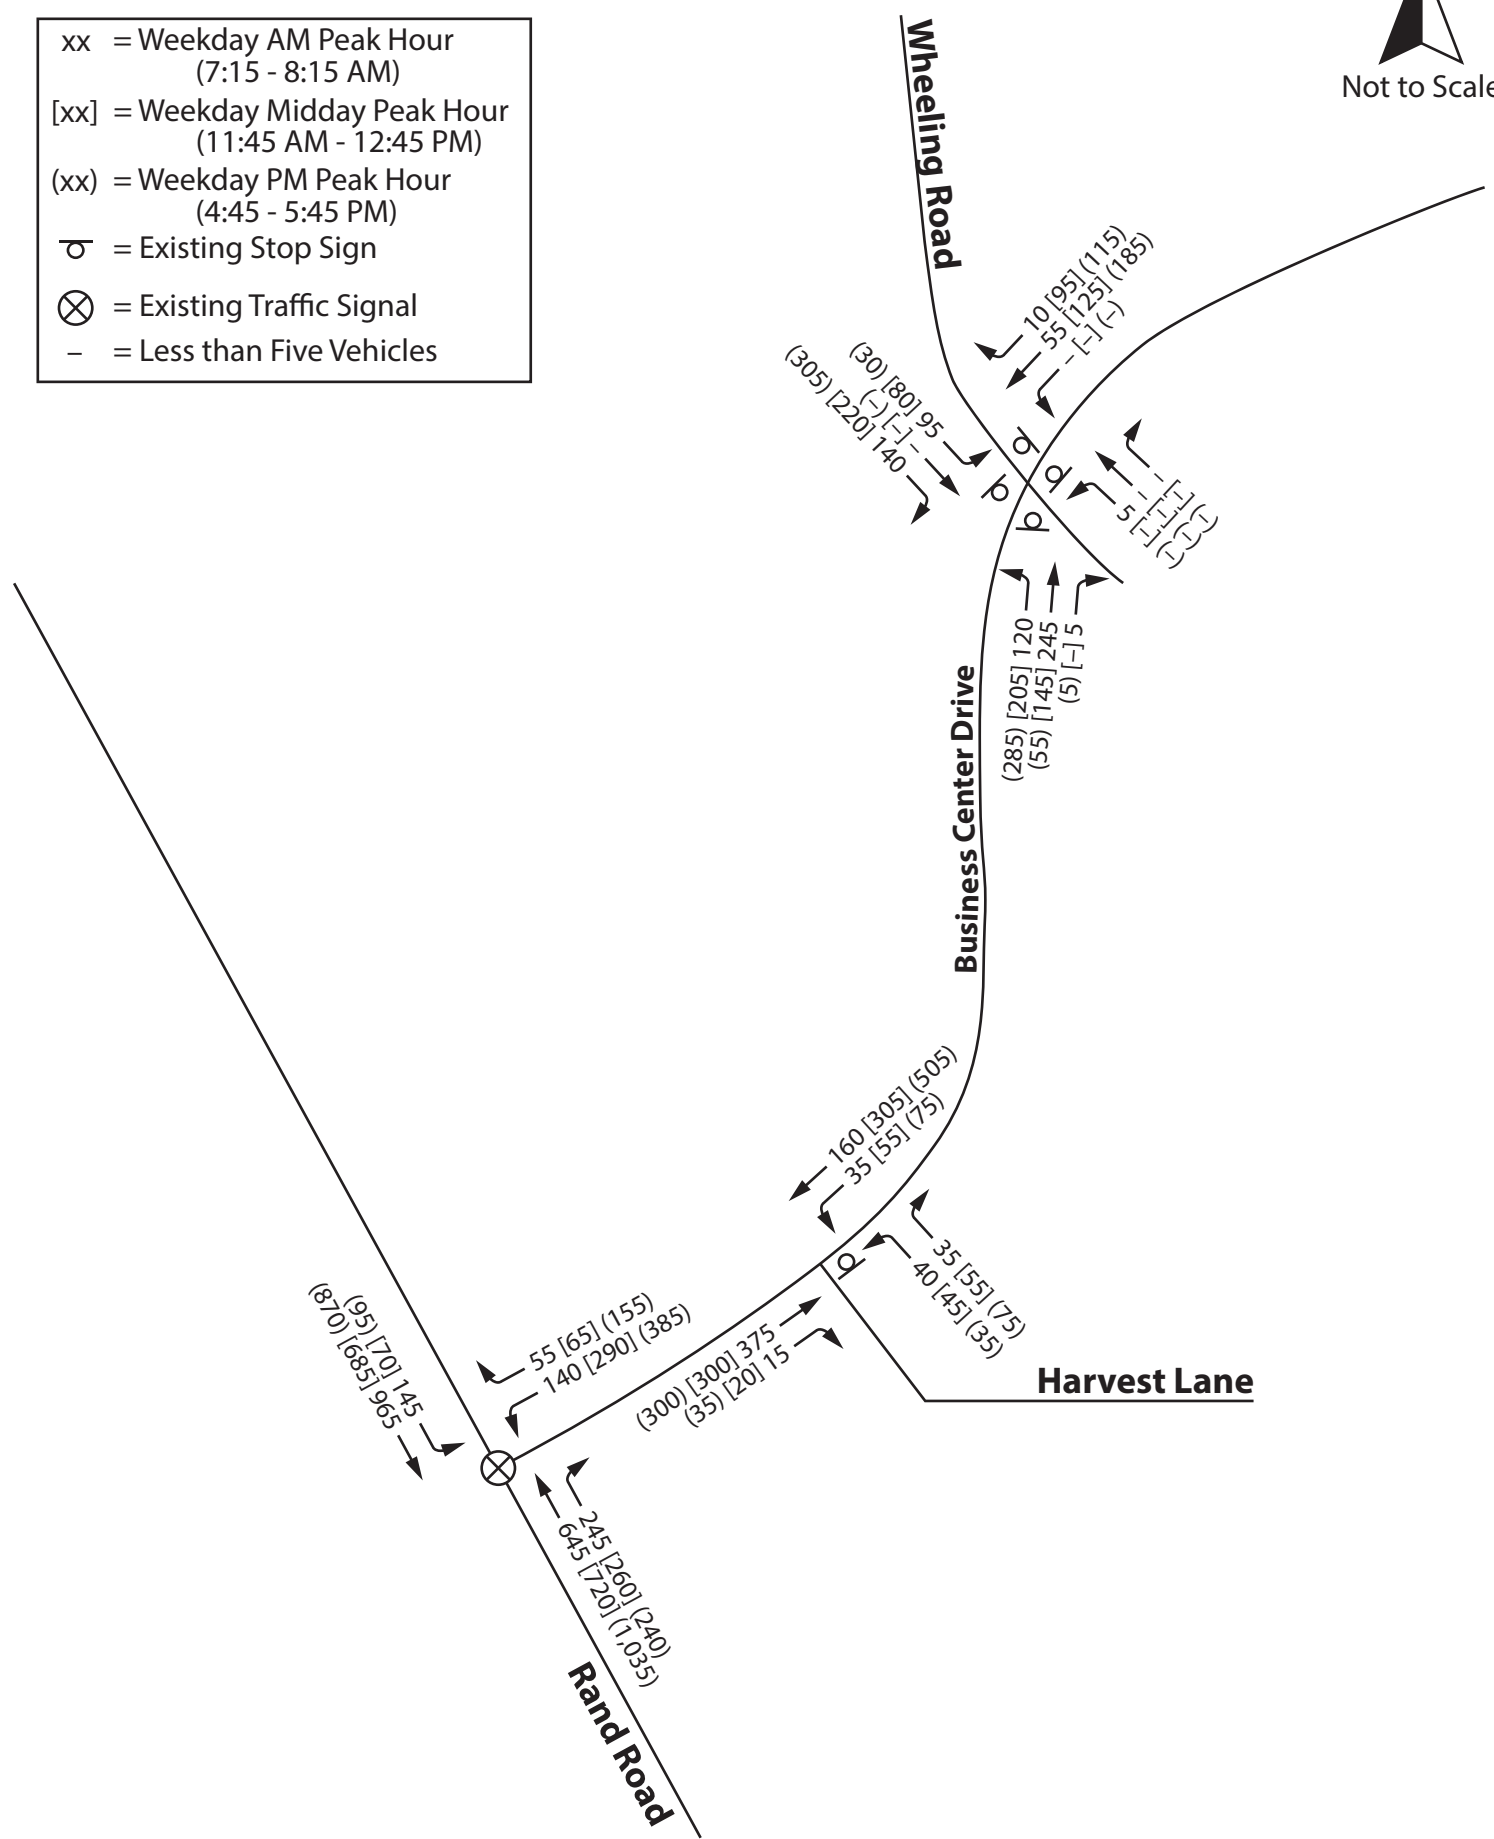 xx = Weekday AM Peak Hour
(7:15 - 8:15 AM)
[xx] = Weekday Midday Peak Hour
(11:45 AM - 12:45 PM)
(xx) = Weekday PM Peak Hour
(4:45 - 5:45 PM)
= Existing Stop Sign
= Existing Traffic Signal
– = Less than Five Vehicles
Not to Scale
Wheeling Road
10 [95] (115)
55 [125] (185)
– [–] (–)
(30) [80] 95
(–) [–] –
(305) [220] 140
– [–] (–)
– [–] (–)
5 [–] (–)
(285) [205] 120
(55) [145] 245
(5) [–] 5
Business Center Drive
160 [305] (505)
35 [55] (75)
35 [55] (75)
40 [45] (35)
(300) [300] 375
(35) [20] 15
Harvest Lane
55 [65] (155)
140 [290] (385)
(95) [70] 145
(870) [685] 965
245 [260] (240)
645 [720] (1,035)
Rand Road